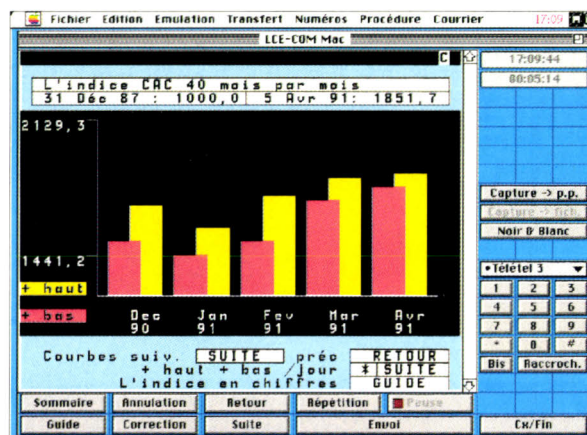 Fichier Edition Emulation Transfert Numéros Procédure Courrier 17:09
LCE-COM Mac
C
17:09:44
00:05:14
L'indice CAC 40 mois par mois
31 Déc 87 : 1000,0 5 Avr 91: 1851,7
2129,3
1441,2
+ haut
+ bas
Dec Jan Fev Mar Avr
90 91 91 91 91
Capture -> p.p.
Capture -> fich.
Noir & Blanc
•Télétel 3
1 2 3
4 5 6
7 8 9
* 0 #
Bis Raccroch.
Courbes suiv. SUITE préc RETOUR
+ haut + bas /jour * SUITE
L'indice en chiffres GUIDE
Sommaire Annulation Retour Répétition Pause
Guide Correction Suite Envoi Cx/Fin